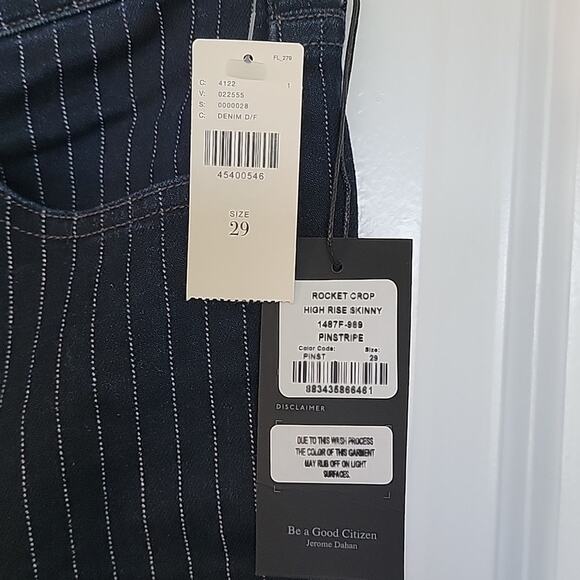 FL_279
C: 4122 1
V: 022555
S: 0000028
C: DENIM D/F
45400546
SIZE
29
ROCKET CROP
HIGH RISE SKINNY
1487F-989
PINSTRIPE
Color Code: Size:
PINST 29
883435866461
DISCLAIMER
DUE TO THIS WASH PROCESS
THE COLOR OF THIS GARMENT
MAY RUB OFF ON LIGHT
SURFACES.
Be a Good Citizen
Jerome Dahan